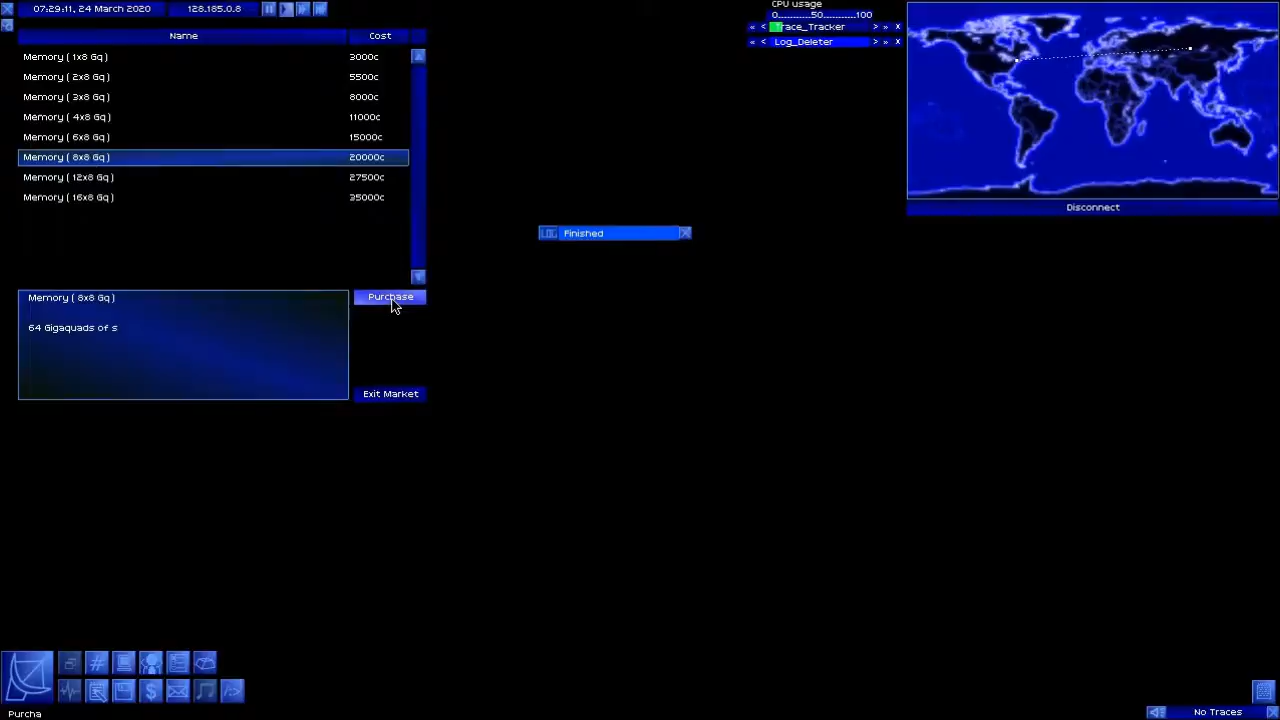 07:29:11, 24 March 2020 128.185.0.8
CPU usage
0.........50.........100
« < Trace_Tracker > » x
« < Log_Deleter > » x
Name Cost
Memory ( 1x8 Gq ) 3000c
Memory ( 2x8 Gq ) 5500c
Memory ( 3x8 Gq ) 8000c
Memory ( 4x8 Gq ) 11000c
Memory ( 6x8 Gq ) 15000c
Memory ( 8x8 Gq ) 20000c
Memory ( 12x8 Gq ) 27500c
Memory ( 16x8 Gq ) 35000c
Disconnect
LOG Finished
Memory ( 8x8 Gq )
64 Gigaquads of s
Purchase
Exit Market
Purcha
No Traces